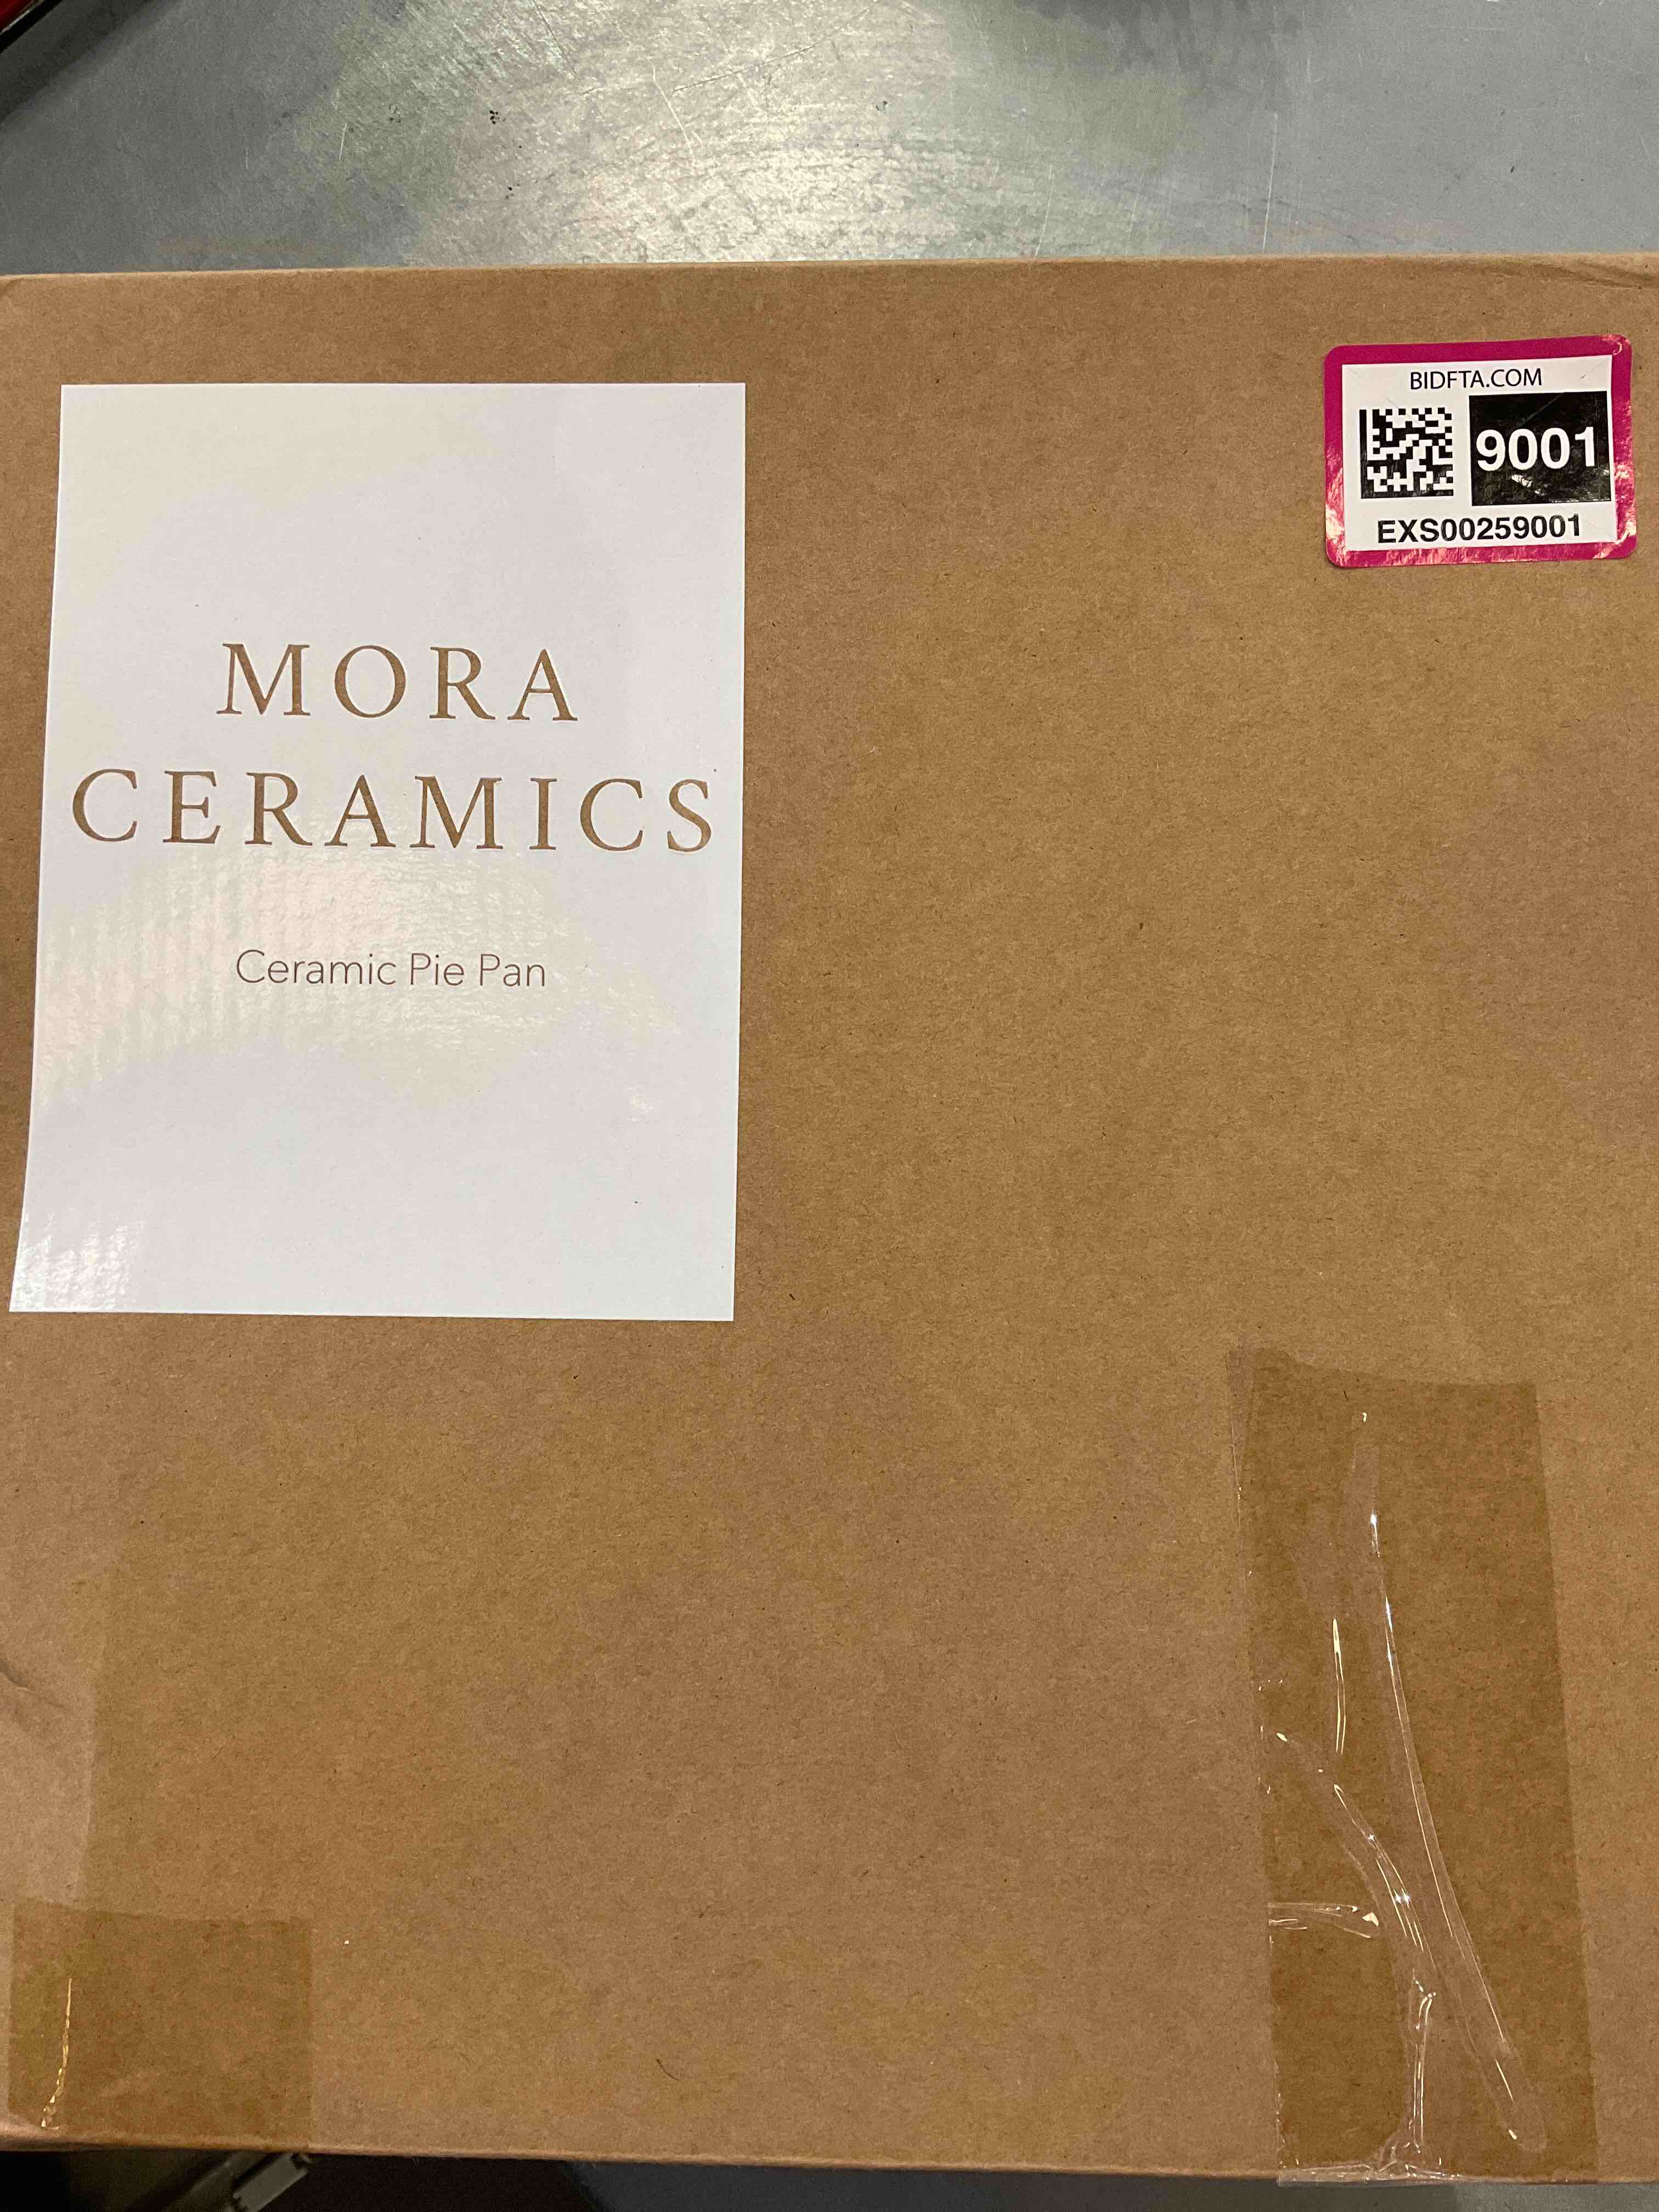 MORA
CERAMICS
Ceramic Pie Pan
BIDFTA.COM
9001
EXS00259001